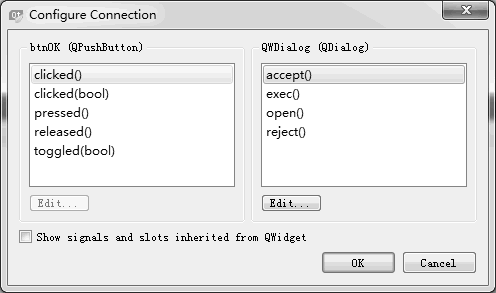 Configure Connection
btnOK (QPushButton)
clicked()
clicked(bool)
pressed()
released()
toggled(bool)
Edit...
QWDialog (QDialog)
accept()
exec()
open()
reject()
Edit...
Show signals and slots inherited from QWidget
OK
Cancel